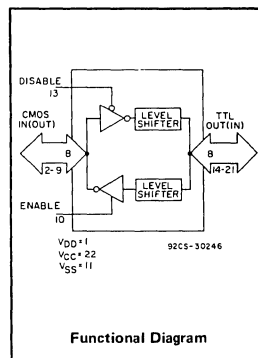 DISABLE
13
CMOS
IN(OUT)
LEVEL
SHIFTER
TTL
OUT(IN)
8
2-9
8
14-21
LEVEL
SHIFTER
ENABLE
10
VDD = 1
VCC = 22
VSS = 11
92CS-30246
Functional Diagram